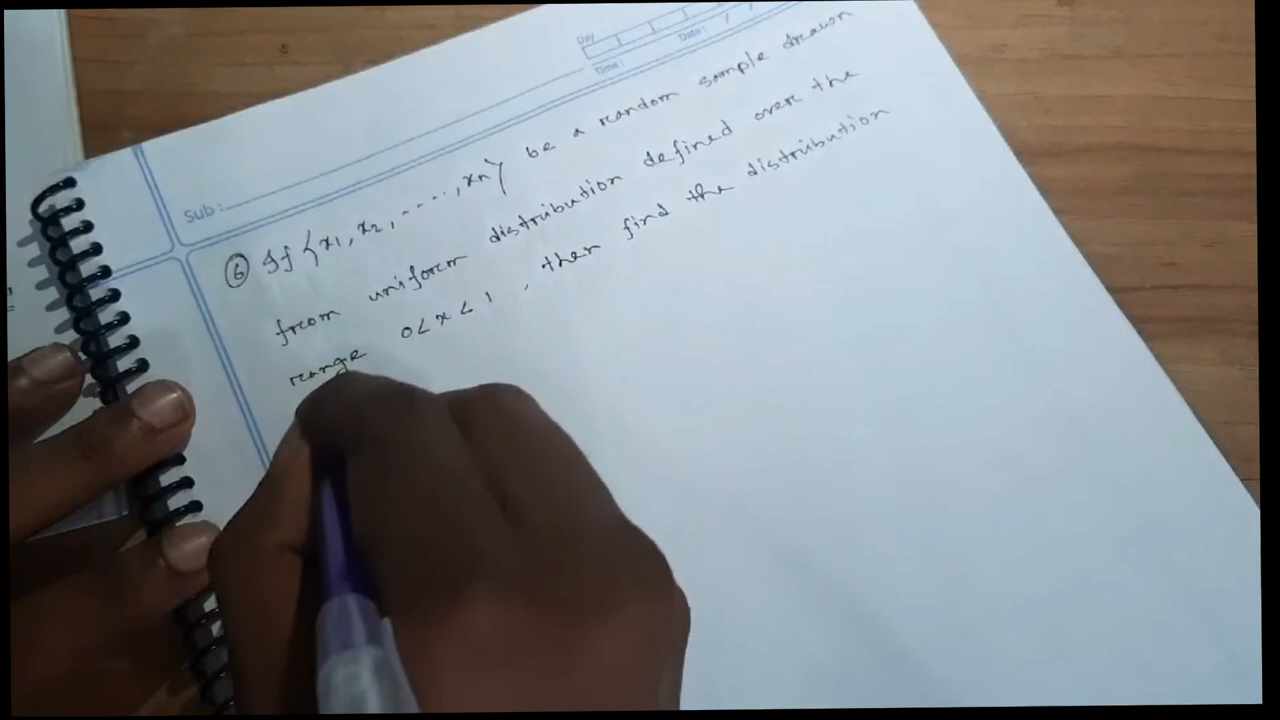 Day
Time:
Date: / /
Sub:
⑥ If {x1, x2, ....., xn} be a random sample drawn
from uniform distribution defined over the
range 0 < x < 1 , then find the distribution